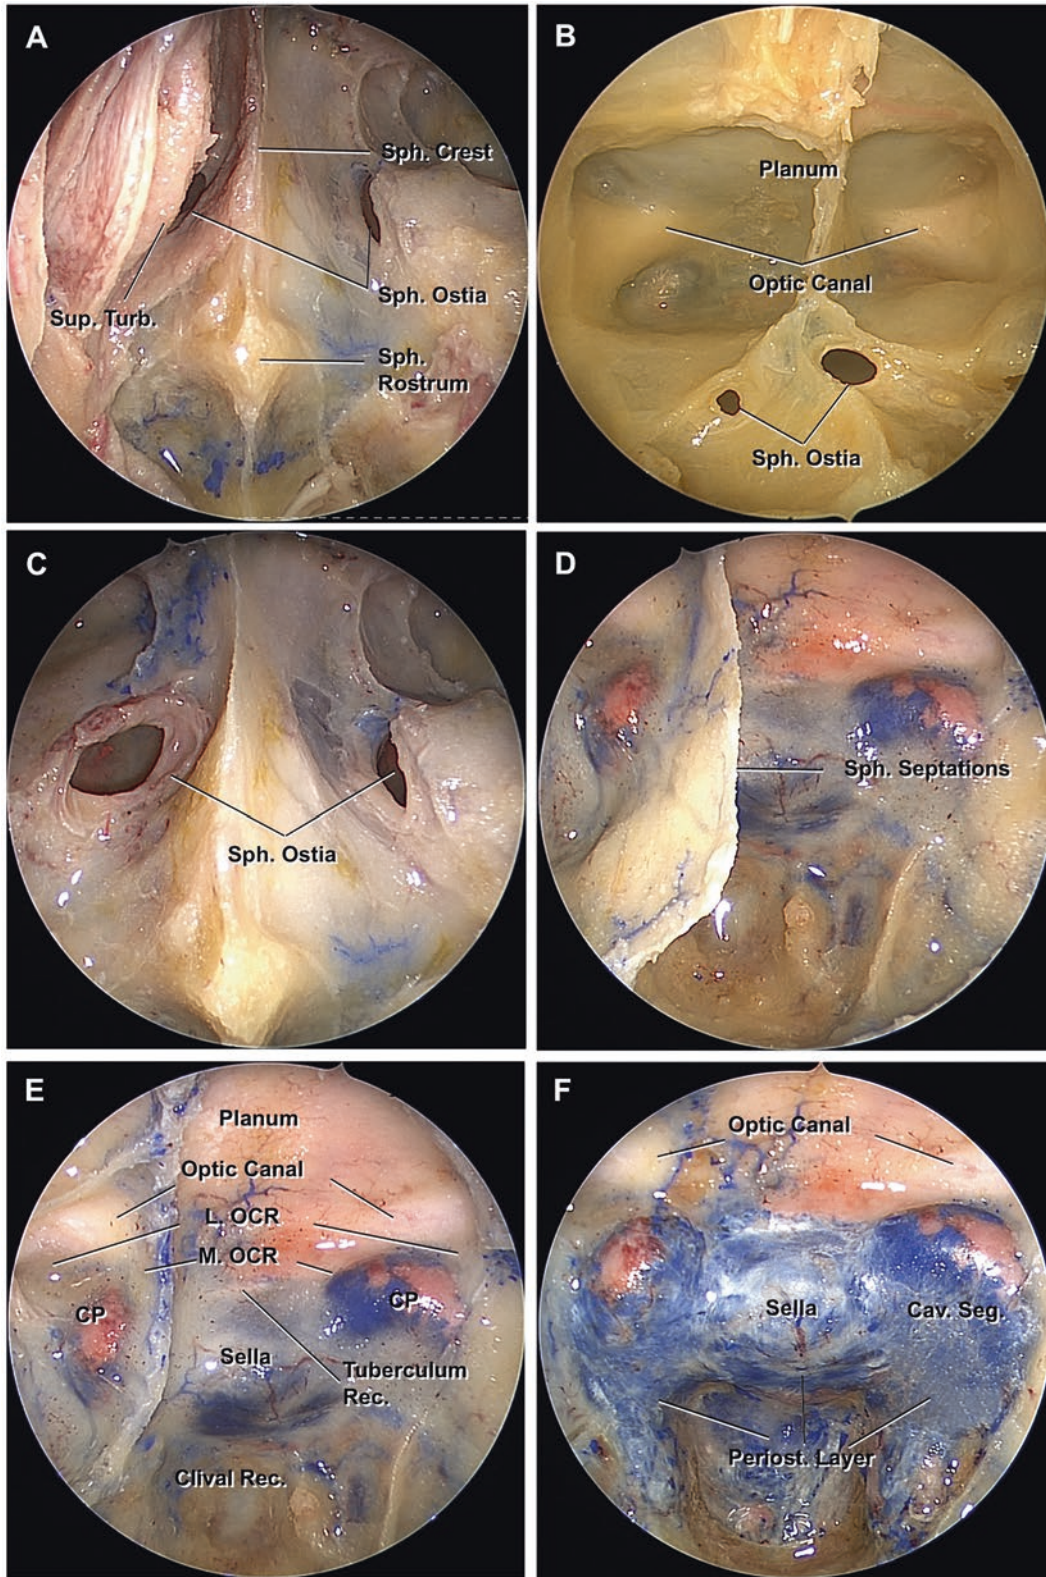 A
Sph. Crest
Sph. Ostia
Sup. Turb.
Sph.
Rostrum
B
Planum
Optic Canal
Sph. Ostia
C
Sph. Ostia
D
Sph. Septations
E
Planum
Optic Canal
L. OCR
M. OCR
CP
CP
Sella
Tuberculum
Rec.
Clival Rec.
F
Optic Canal
Sella
Cav. Seg.
Periost. Layer